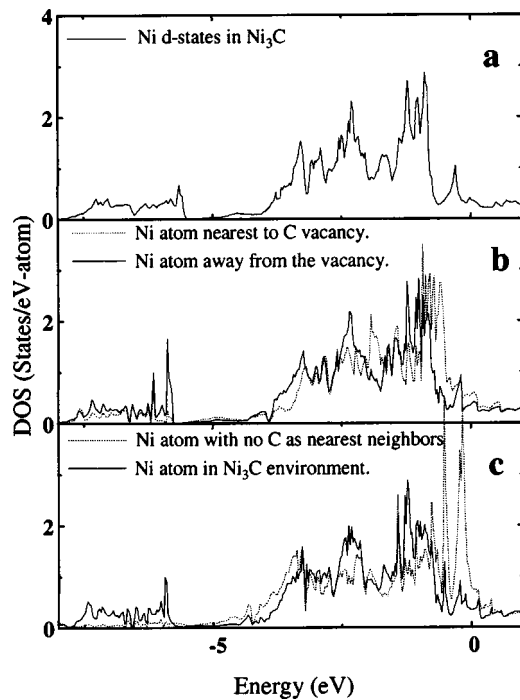 4
Ni d-states in Ni₃C
a
2
0
Ni atom nearest to C vacancy.
b
Ni atom away from the vacancy.
2
DOS (States/eV-atom)
0
Ni atom with no C as nearest neighbors
c
Ni atom in Ni₃C environment.
2
0
-5
0
Energy (eV)